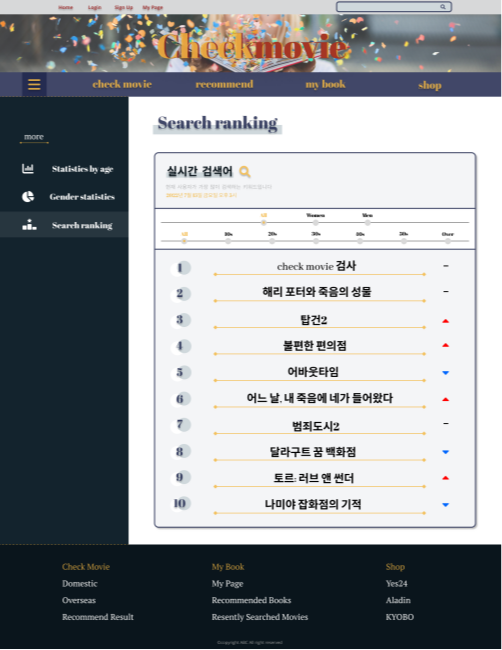 Home Login Sign Up My Page
Checkmovie
check movie recommend my book shop
more
Statistics by age
Gender statistics
Search ranking
Search ranking
실시간 검색어
All Women Men
All 10s 20s 30s 40s 50s Over
1 check movie 검사 -
2 해리 포터와 죽음의 성물 -
3 탑건2
4 불편한 편의점
5 어바웃타임
6 어느 날, 내 죽음에 네가 들어왔다
7 범죄도시2 -
8 달라구트 꿈 백화점
9 토르: 러브 앤 썬더
10 나미야 잡화점의 기적
Check Movie My Book Shop
Domestic My Page Yes24
Overseas Recommended Books Aladin
Recommend Result Resently Searched Movies KYOBO